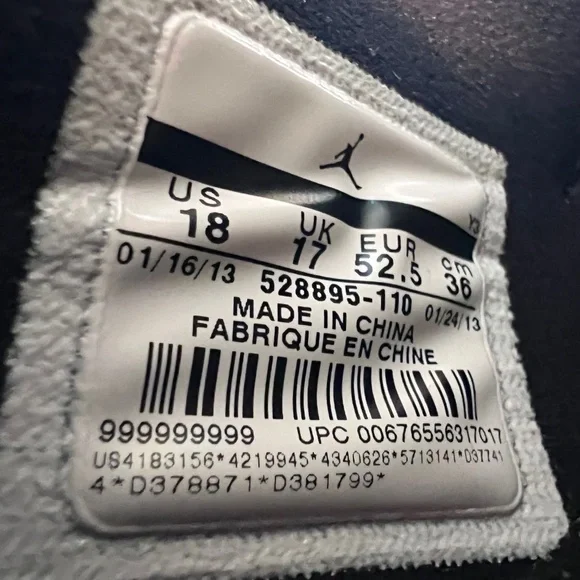 US 18 UK 17 EUR 52.5 cm 36
01/16/13 528895-110 01/24/13
MADE IN CHINA
FABRIQUE EN CHINE
999999999 UPC 00676556317017
US4183156*4219945*4340626*5713141*D37741
4*D378871*D381799*